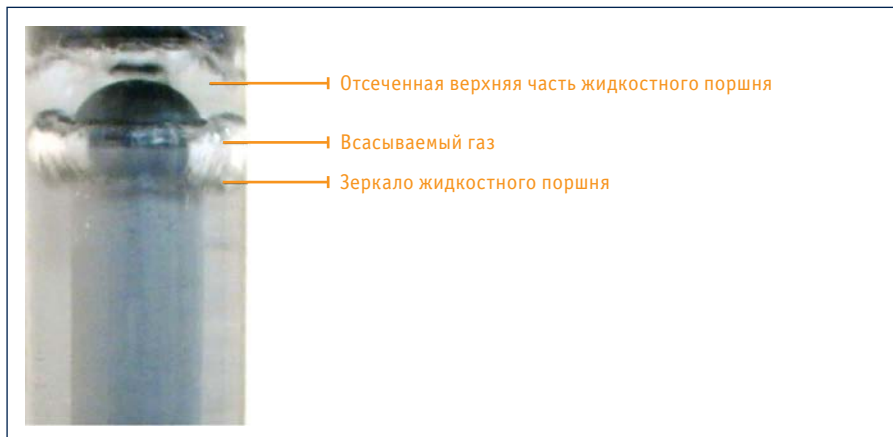 Отсеченная верхняя часть жидкостного поршня
Всасываемый газ
Зеркало жидкостного поршня